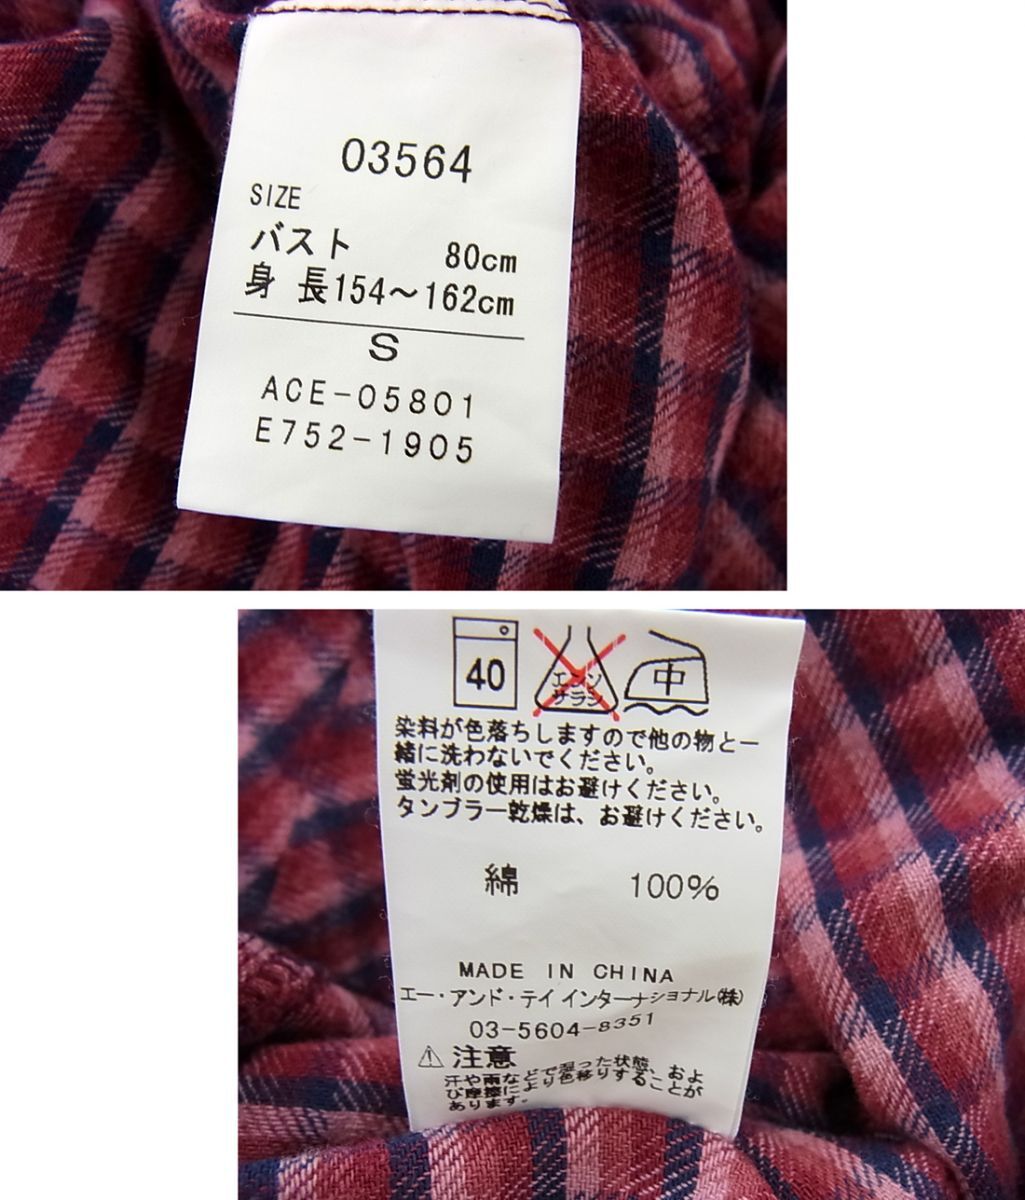 03564
SIZE
バスト 80cm
身 長154～162cm
S
ACE-05801
E752-1905
40
エンソ
サラシ
中
染料が色落ちしますので他の物と一
緒に洗わないでください。
蛍光剤の使用はお避けください。
タンブラー乾燥は、お避けください。
綿 100%
MADE IN CHINA
エー・アンド・テイ インターナショナル(株)
03-5604-8351
⚠ 注意
汗や雨などで湿った状態、およ
び摩擦により色移りすることが
あります。